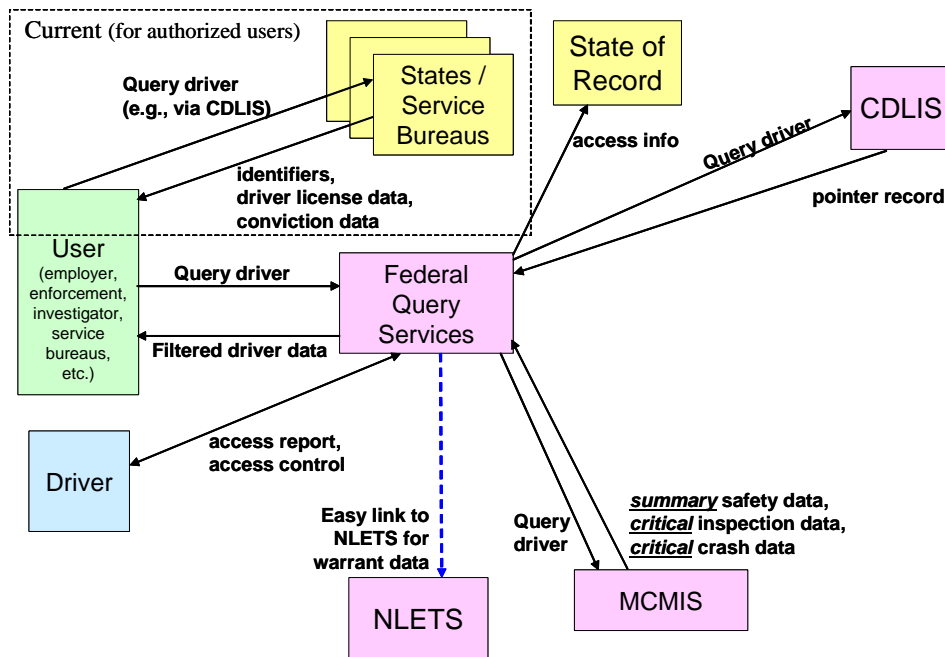 Current (for authorized users)
Query driver
(e.g., via CDLIS)
States /
Service
Bureaus
identifiers,
driver license data,
conviction data
State of
Record
access info
Query driver
CDLIS
pointer record
User
(employer,
enforcement,
investigator,
service
bureaus,
etc.)
Query driver
Filtered driver data
Federal
Query
Services
Driver
access report,
access control
Easy link to
NLETS for
warrant data
NLETS
Query
driver
summary safety data,
critical inspection data,
critical crash data
MCMIS